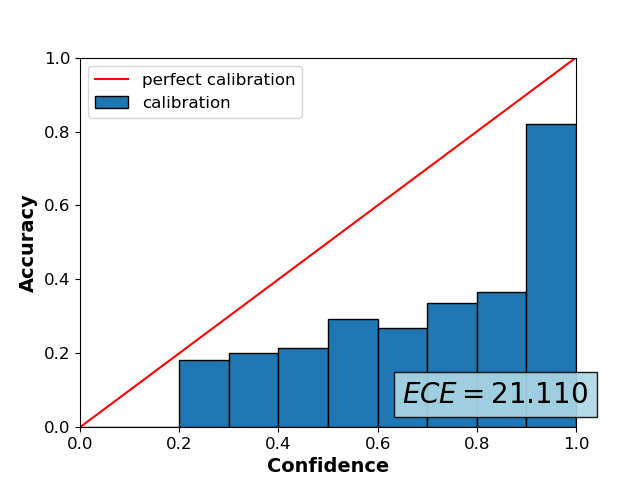 perfect calibration
calibration
Accuracy
1.0
0.8
0.6
0.4
0.2
0.0
ECE = 21.110
0.0 0.2 0.4 0.6 0.8 1.0
Confidence